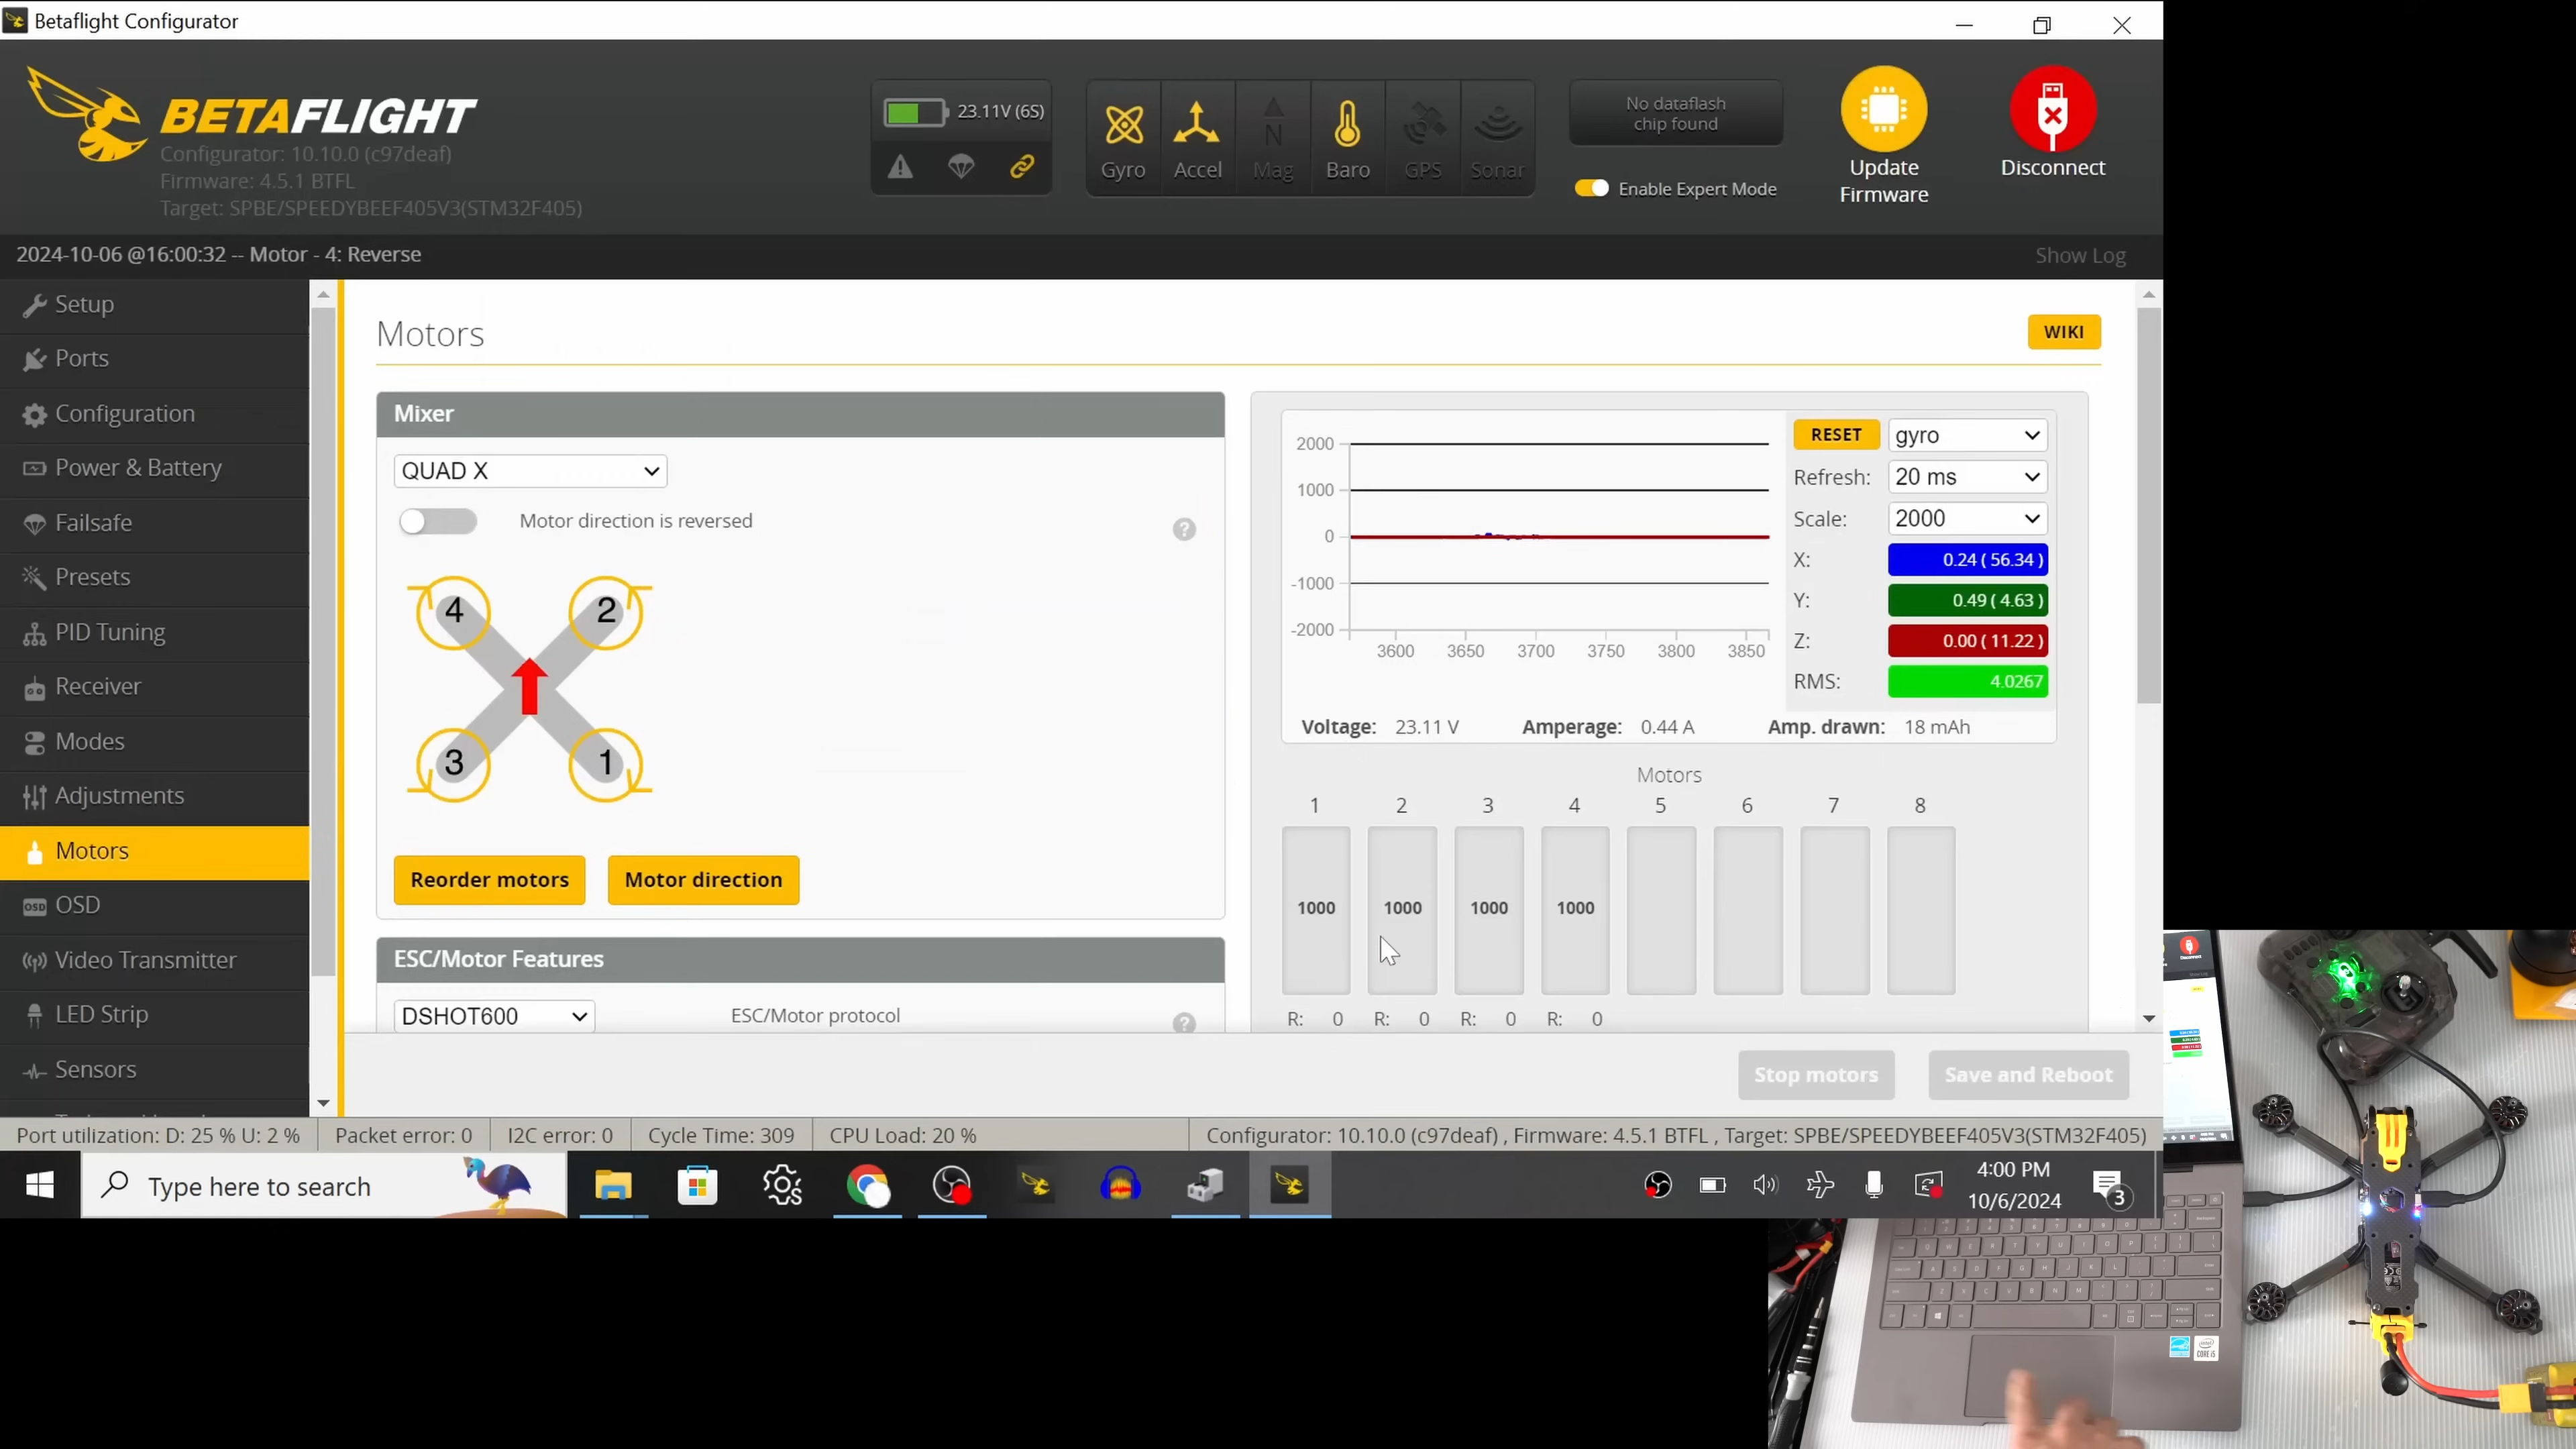 Betaflight Configurator
BETAFLIGHT
Configurator: 10.10.0 (c97deaf)
Firmware: 4.5.1 BTFL
Target: SPBE/SPEEDYBEEF405V3(STM32F405)
23.11V (6S)
Gyro
Accel
N
Mag
Baro
GPS
Sonar
No dataflash
chip found
Enable Expert Mode
Update
Firmware
Disconnect
2024-10-06 @16:00:32 -- Motor - 4: Reverse
Show Log
Setup
Ports
Configuration
Power & Battery
Failsafe
Presets
PID Tuning
Receiver
Modes
Adjustments
Motors
OSD OSD
Video Transmitter
LED Strip
Sensors
Motors
WIKI
Mixer
QUAD X
Motor direction is reversed
?
4 2
3 1
Reorder motors
Motor direction
ESC/Motor Features
DSHOT600
ESC/Motor protocol
?
2000
1000
0
-1000
-2000
3600 3650 3700 3750 3800 3850
RESET gyro
Refresh: 20 ms
Scale: 2000
X: 0.24 ( 56.34 )
Y: 0.49 ( 4.63 )
Z: 0.00 ( 11.22 )
RMS: 4.0267
Voltage: 23.11 V Amperage: 0.44 A Amp. drawn: 18 mAh
Motors
1 2 3 4 5 6 7 8
1000 1000 1000 1000
R: 0 R: 0 R: 0 R: 0
Stop motors
Save and Reboot
Port utilization: D: 25 % U: 2 % Packet error: 0 I2C error: 0 Cycle Time: 309 CPU Load: 20 % Configurator: 10.10.0 (c97deaf) , Firmware: 4.5.1 BTFL , Target: SPBE/SPEEDYBEEF405V3(STM32F405)
Type here to search
4:00 PM
10/6/2024
3
CORE i5